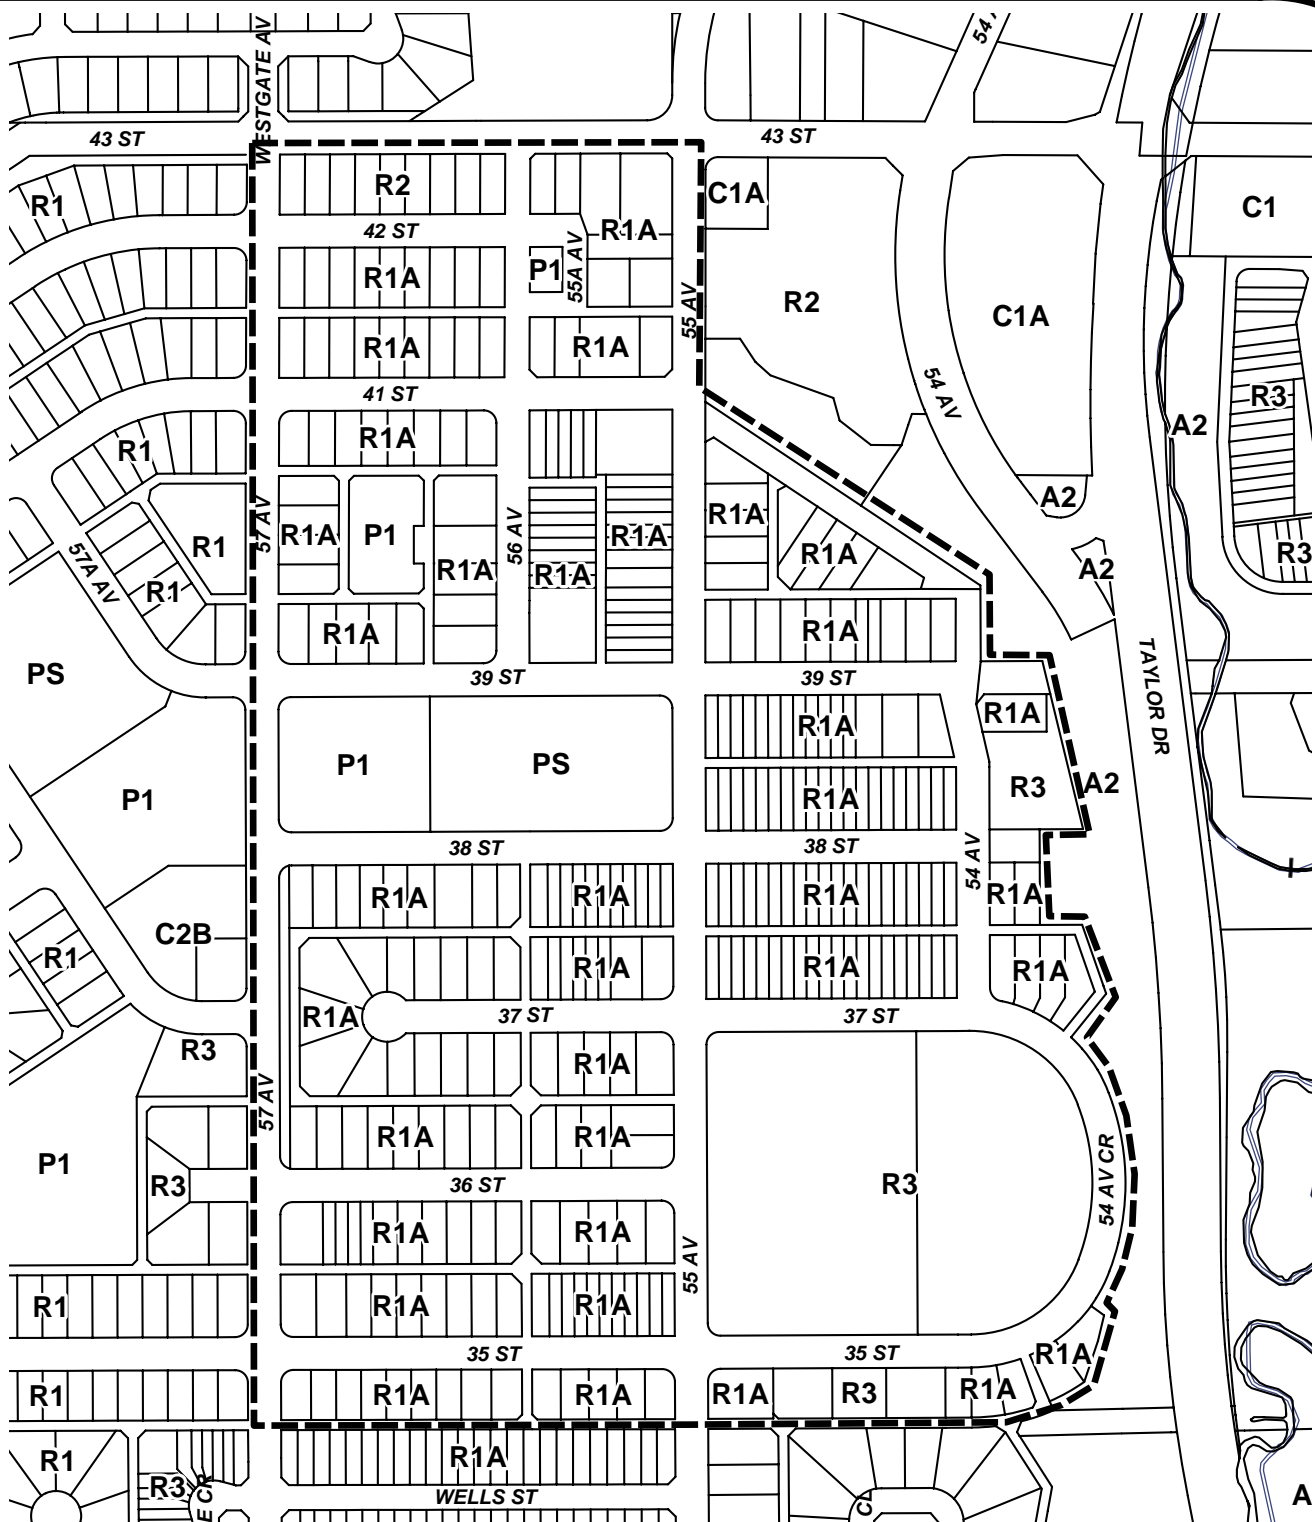 54 A
WESTGATE AV
43 ST
43 ST
R2
C1A
R1
C1
42 ST
R1A
55A AV
P1
R1A
55 AV
R2
C1A
R1A
R1A
41 ST
54 AV
R3
A2
R1A
R1
A2
57 AV
R1A
P1
56 AV
R1A
R1A
R1
R1A
R3
57A AV
R1A
R1A
A2
R1
R1A
R1A
PS
39 ST
39 ST
TAYLOR DR
R1A
R1A
P1
PS
P1
R1A
R3
A2
38 ST
38 ST
54 AV
R1A
R1A
R1A
R1A
C2B
R1
R1A
R1A
R1A
R1A
37 ST
37 ST
R3
R1A
57 AV
R1A
R1A
P1
R3
36 ST
R3
54 AV CR
R1A
R1A
55 AV
R1
R1A
R1A
35 ST
35 ST
R1A
R1
R1A
R1A
R1A
R3
R1A
R1
R1A
R3
WELLS ST
E CR
CL
A